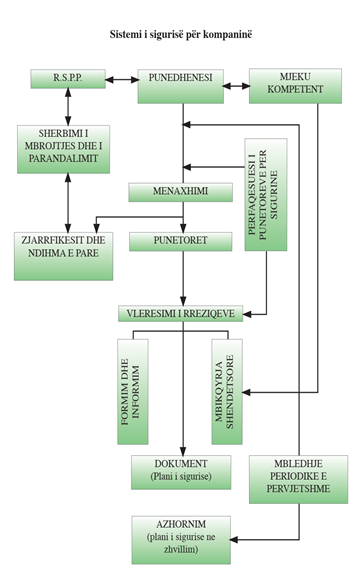 Sistemi i sigurisë për kompaninë
R.S.P.P.
PUNEDHENESI
MJEKU
KOMPETENT
SHERBIMI I
MBROJTJES DHE I
PARANDALIMIT
PERFAQESUESI I
PUNETOREVE PER
SIGURINE
MENAXHIMI
ZJARRFIKESIT DHE
NDIHMA E PARE
PUNETORET
VLERESIMI I RREZIQEVE
FORMIM DHE
INFORMIM
MBIKQYRJA
SHENDETSORE
DOKUMENT
(Plani i sigurise)
MBLEDHJE
PERIODIKE E
PERVJETSHME
AZHORNIM
(plani i sigurise ne
zhvillim)